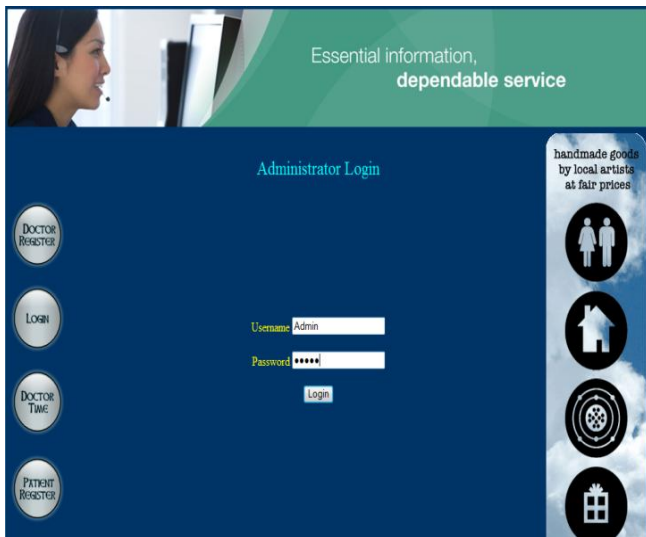 Essential information,
dependable service
Administrator Login
handmade goods
by local artists
at fair prices
DOCTOR
REGISTER
LOGIN
Username Admin
Password •••••
Login
DOCTOR
TIME
PATIENT
REGISTER